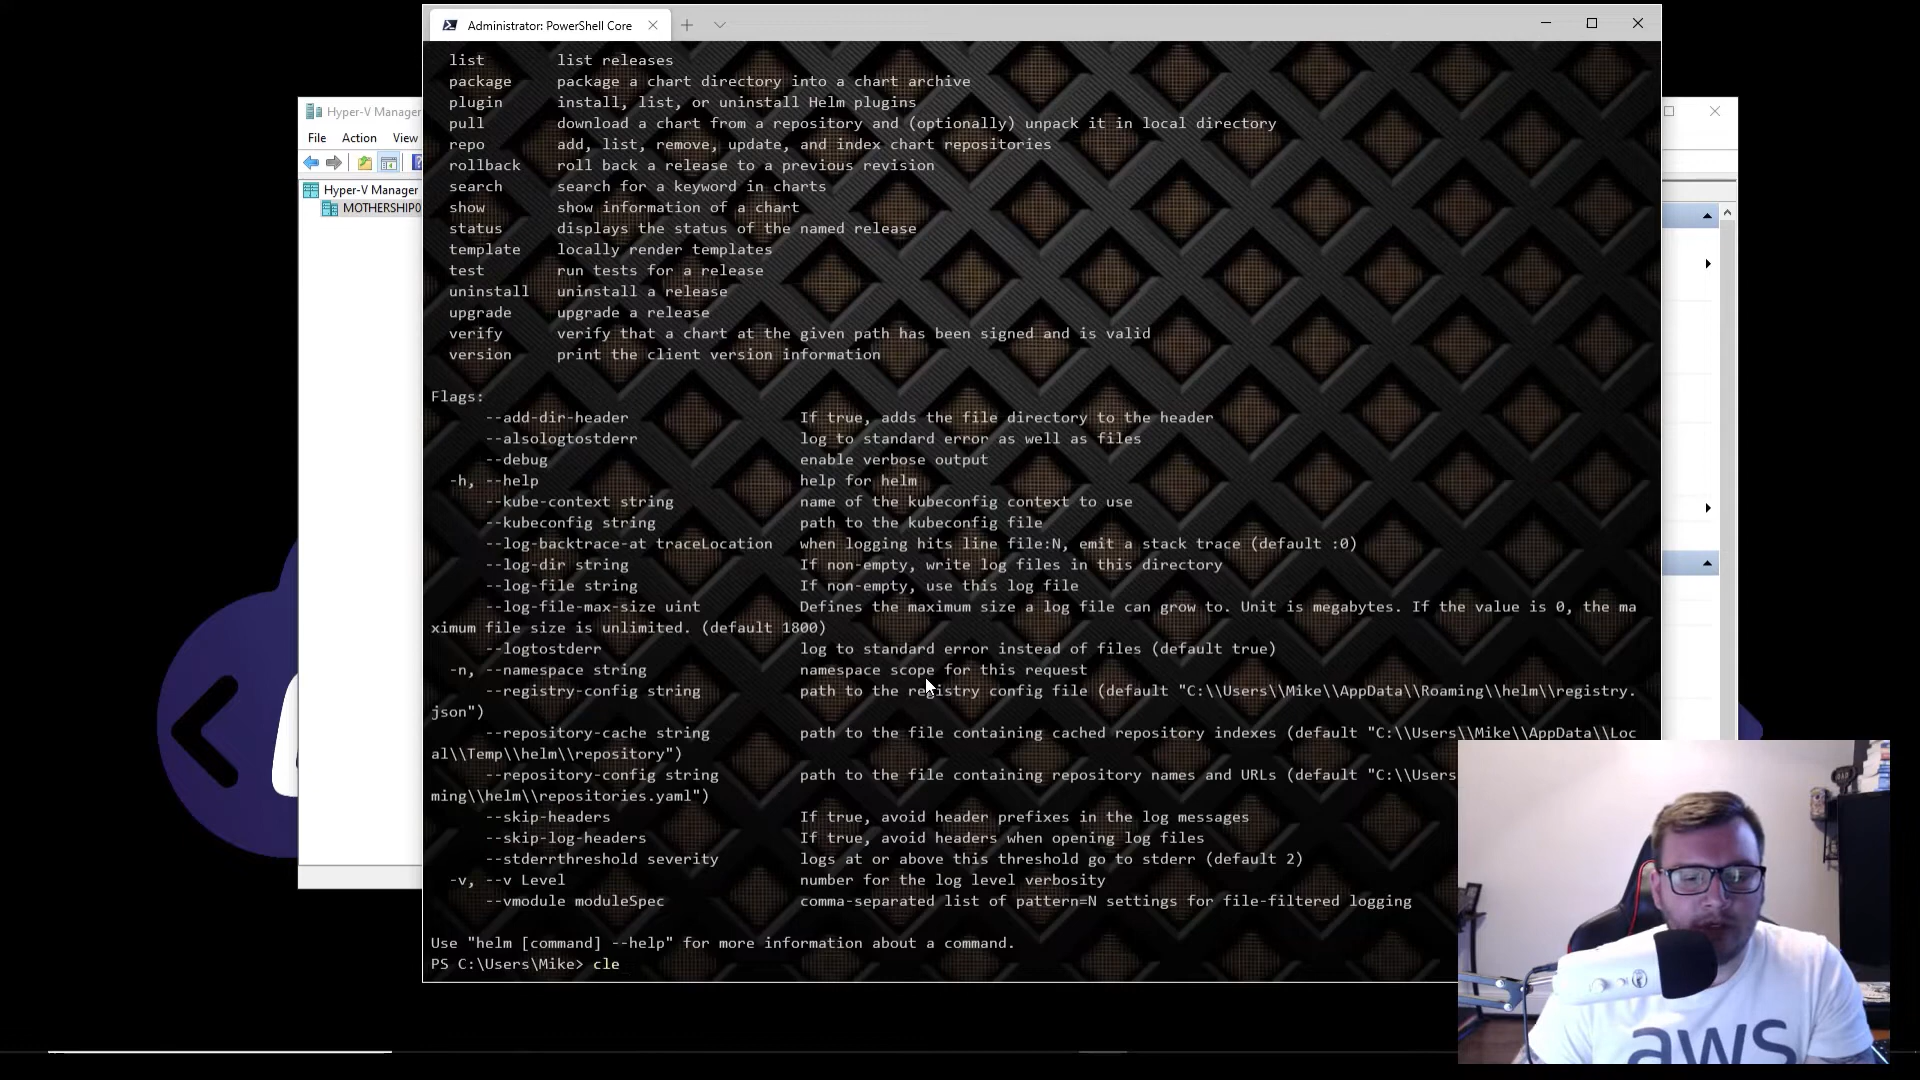 Administrator: PowerShell Core
Hyper-V Manager
File Action View
Hyper-V Manager
MOTHERSHIP0
list list releases
package package a chart directory into a chart archive
plugin install, list, or uninstall Helm plugins
pull download a chart from a repository and (optionally) unpack it in local directory
repo add, list, remove, update, and index chart repositories
rollback roll back a release to a previous revision
search search for a keyword in charts
show show information of a chart
status displays the status of the named release
template locally render templates
test run tests for a release
uninstall uninstall a release
upgrade upgrade a release
verify verify that a chart at the given path has been signed and is valid
version print the client version information
Flags:
--add-dir-header If true, adds the file directory to the header
--alsologtostderr log to standard error as well as files
--debug enable verbose output
-h, --help help for helm
--kube-context string name of the kubeconfig context to use
--kubeconfig string path to the kubeconfig file
--log-backtrace-at traceLocation when logging hits line file:N, emit a stack trace (default :0)
--log-dir string If non-empty, write log files in this directory
--log-file string If non-empty, use this log file
--log-file-max-size uint Defines the maximum size a log file can grow to. Unit is megabytes. If the value is 0, the ma
ximum file size is unlimited. (default 1800)
--logtostderr log to standard error instead of files (default true)
-n, --namespace string namespace scope for this request
--registry-config string path to the registry config file (default "C:\\Users\\Mike\\AppData\\Roaming\\helm\\registry.
json")
--repository-cache string path to the file containing cached repository indexes (default "C:\\Users\\Mike\\AppData\\Loc
al\\Temp\\helm\\repository")
--repository-config string path to the file containing repository names and URLs (default "C:\\Users
ming\\helm\\repositories.yaml")
--skip-headers If true, avoid header prefixes in the log messages
--skip-log-headers If true, avoid headers when opening log files
--stderrthreshold severity logs at or above this threshold go to stderr (default 2)
-v, --v Level number for the log level verbosity
--vmodule moduleSpec comma-separated list of pattern=N settings for file-filtered logging
Use "helm [command] --help" for more information about a command.
PS C:\Users\Mike> cle
aws